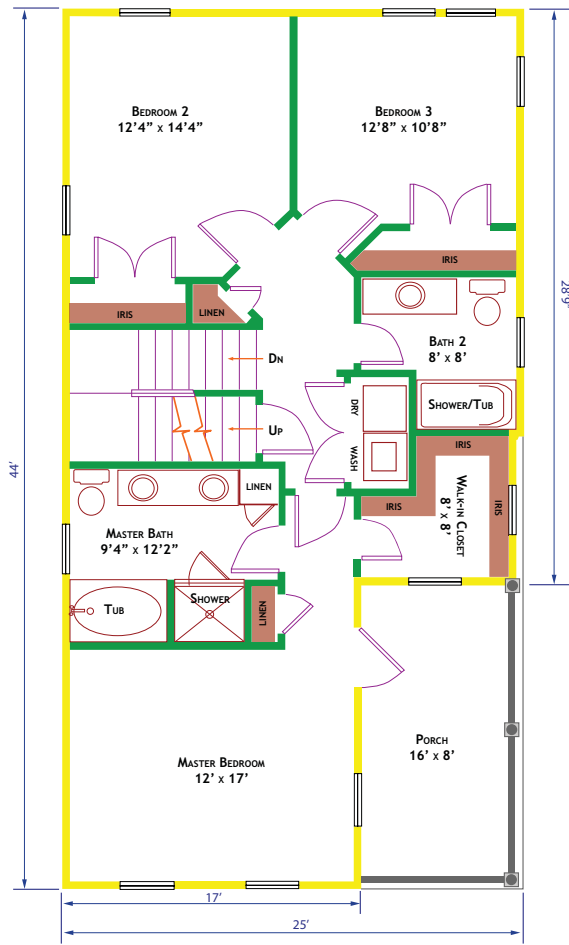 Bedroom 2
12'4" x 14'4"
Bedroom 3
12'8" x 10'8"
IRIS
IRIS
LINEN
28'9"
Bath 2
8' x 8'
Dn
Up
DRY
WASH
Shower/Tub
44'
IRIS
IRIS
IRIS
Walk-in Closet
8' x 8'
LINEN
Master Bath
9'4" x 12'2"
Tub
Shower
LINEN
Porch
16' x 8'
Master Bedroom
12' x 17'
17'
25'